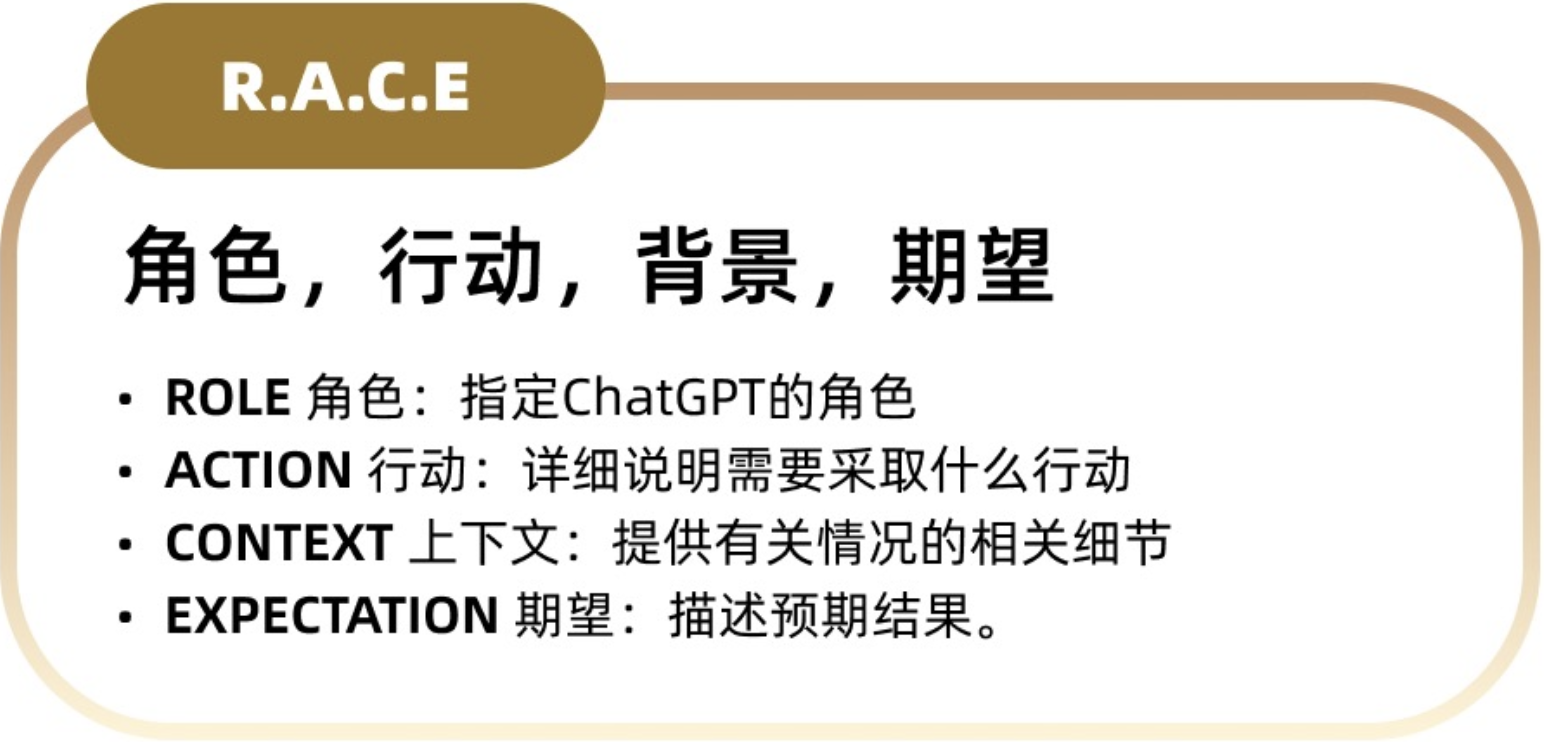 R.A.C.E
角色，行动，背景，期望
• ROLE 角色：指定ChatGPT的角色
• ACTION 行动：详细说明需要采取什么行动
• CONTEXT 上下文：提供有关情况的相关细节
• EXPECTATION 期望：描述预期结果。